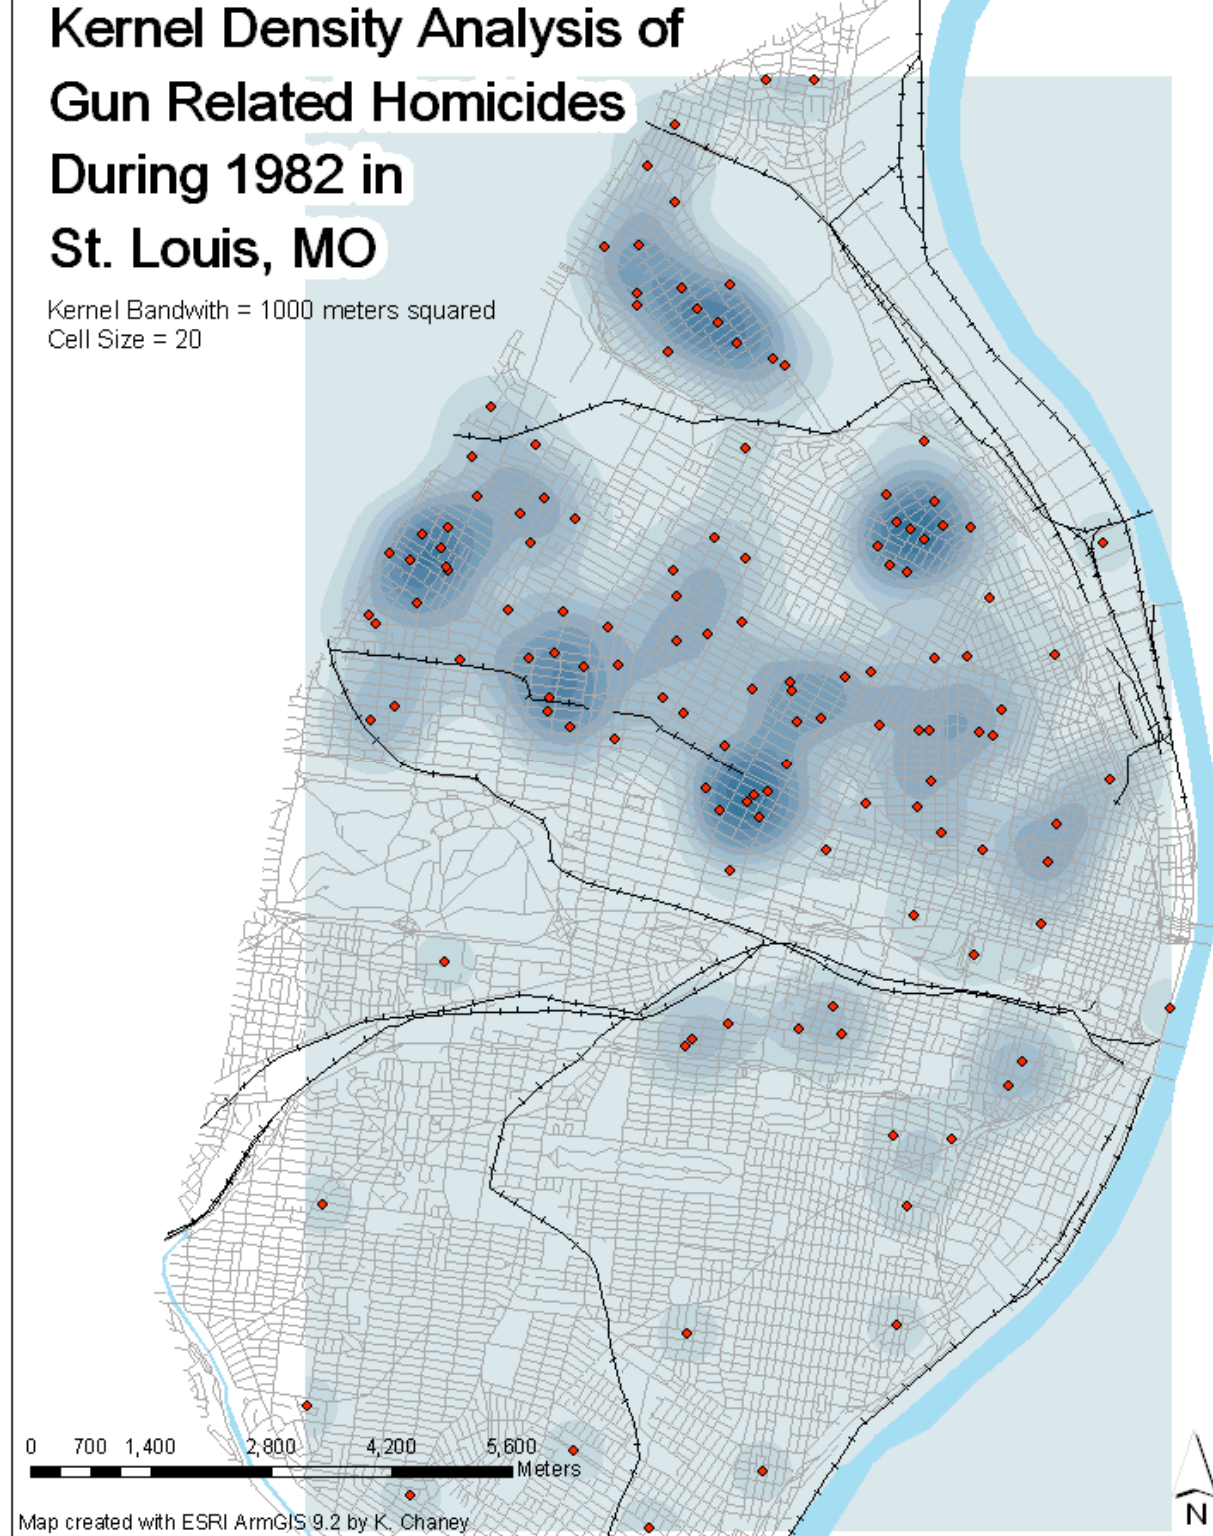 Kernel Density Analysis of
Gun Related Homicides
During 1982 in
St. Louis, MO
Kernel Bandwith = 1000 meters squared
Cell Size = 20
0 700 1,400 2,800 4,200 5,600
Meters
Map created with ESRI ArmGIS 9.2 by K. Chaney
N